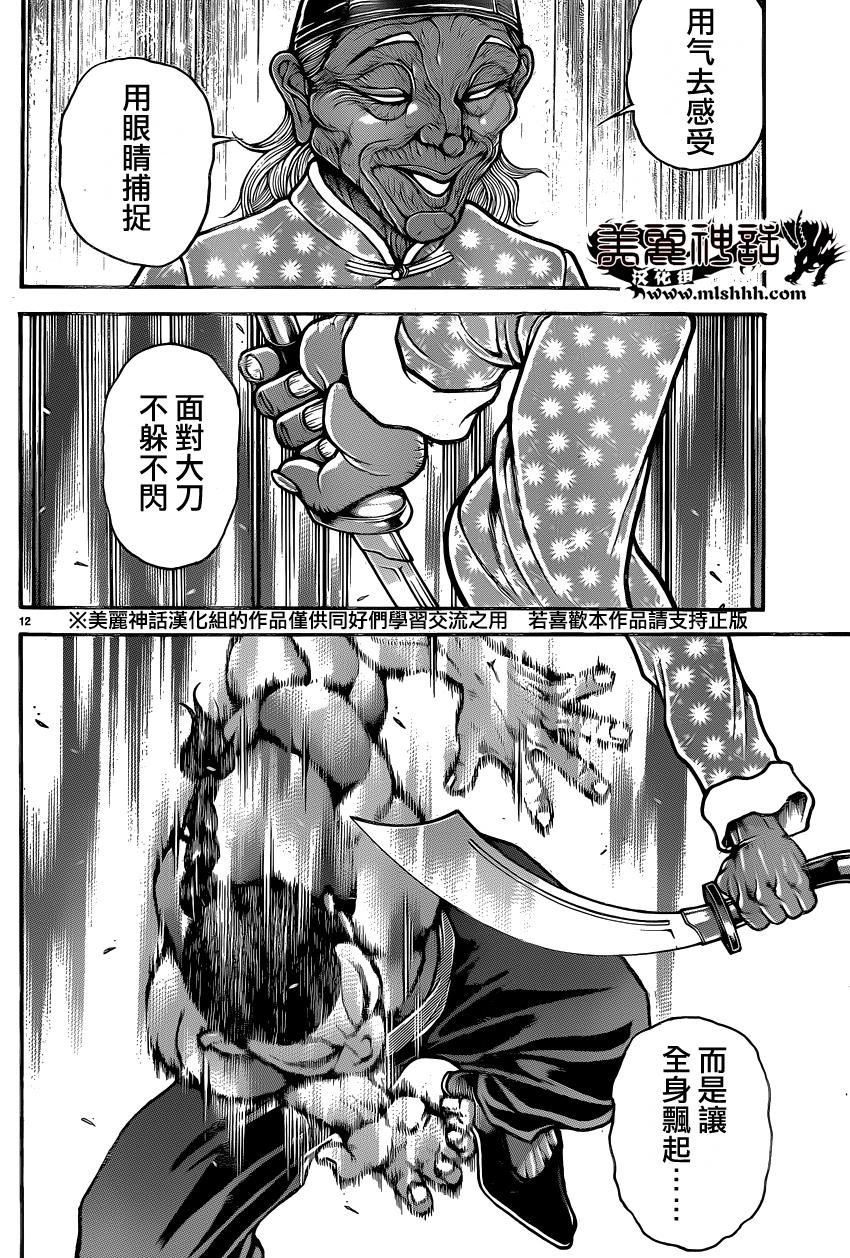 用气去感受
用眼睛捕捉
美麗神話
汉化组
www.mlshhh.com
面對大刀
不躲不閃
12
※美麗神話漢化組的作品僅供同好們學習交流之用 若喜歡本作品請支持正版
而是讓
全身飄起……